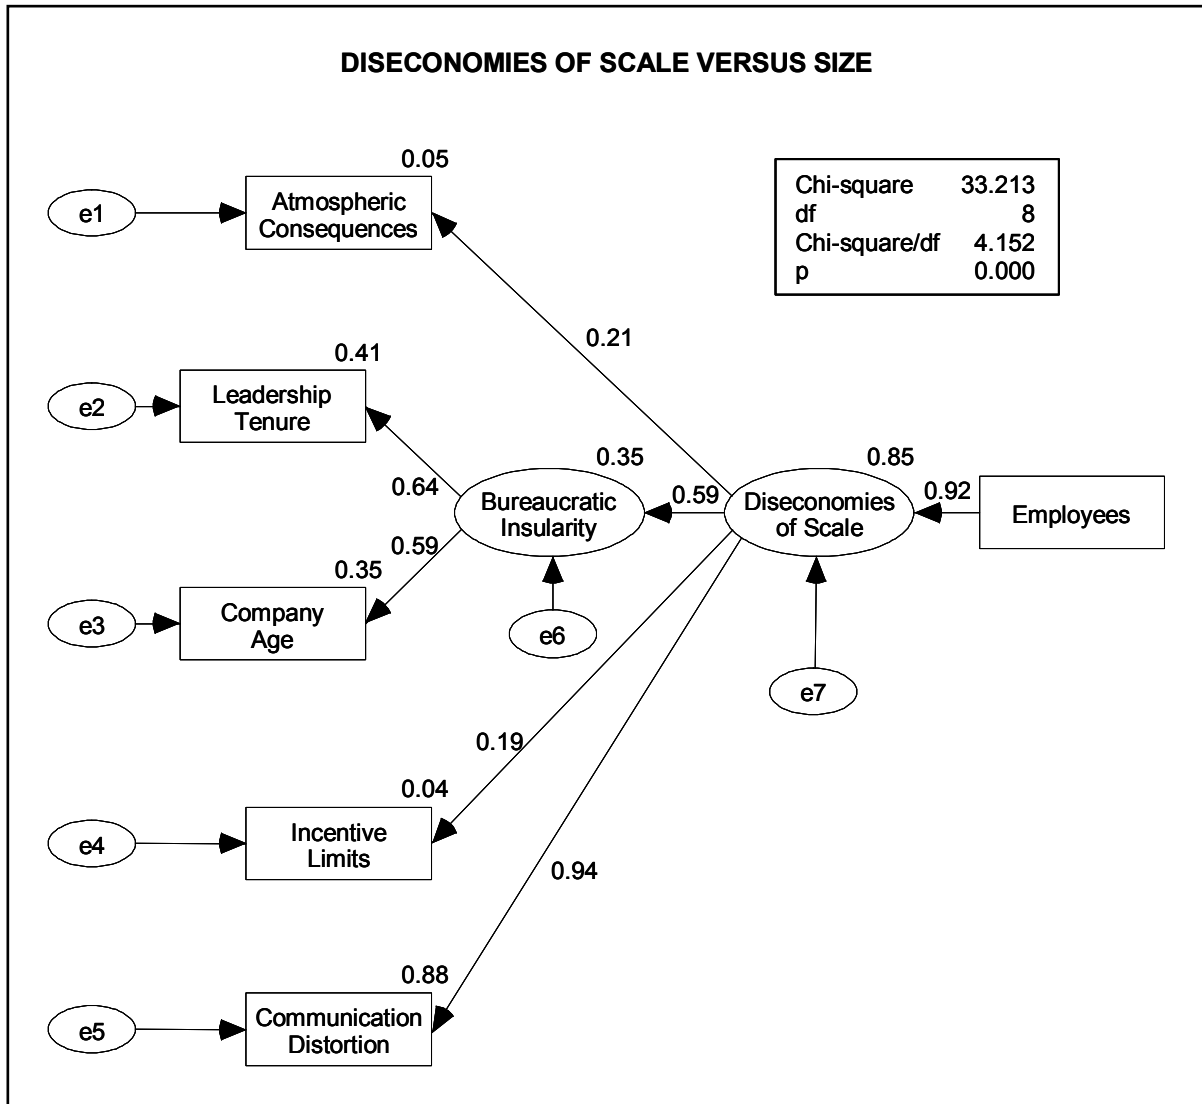 DISECONOMIES OF SCALE VERSUS SIZE
0.05
e1
Atmospheric
Consequences
Chi-square 33.213
df 8
Chi-square/df 4.152
p 0.000
0.21
0.41
e2
Leadership
Tenure
0.64
0.35
Bureaucratic
Insularity
0.59
0.85
Diseconomies
of Scale
0.92
Employees
0.59
0.35
e3
Company
Age
e6
e7
0.19
0.04
e4
Incentive
Limits
0.94
0.88
e5
Communication
Distortion